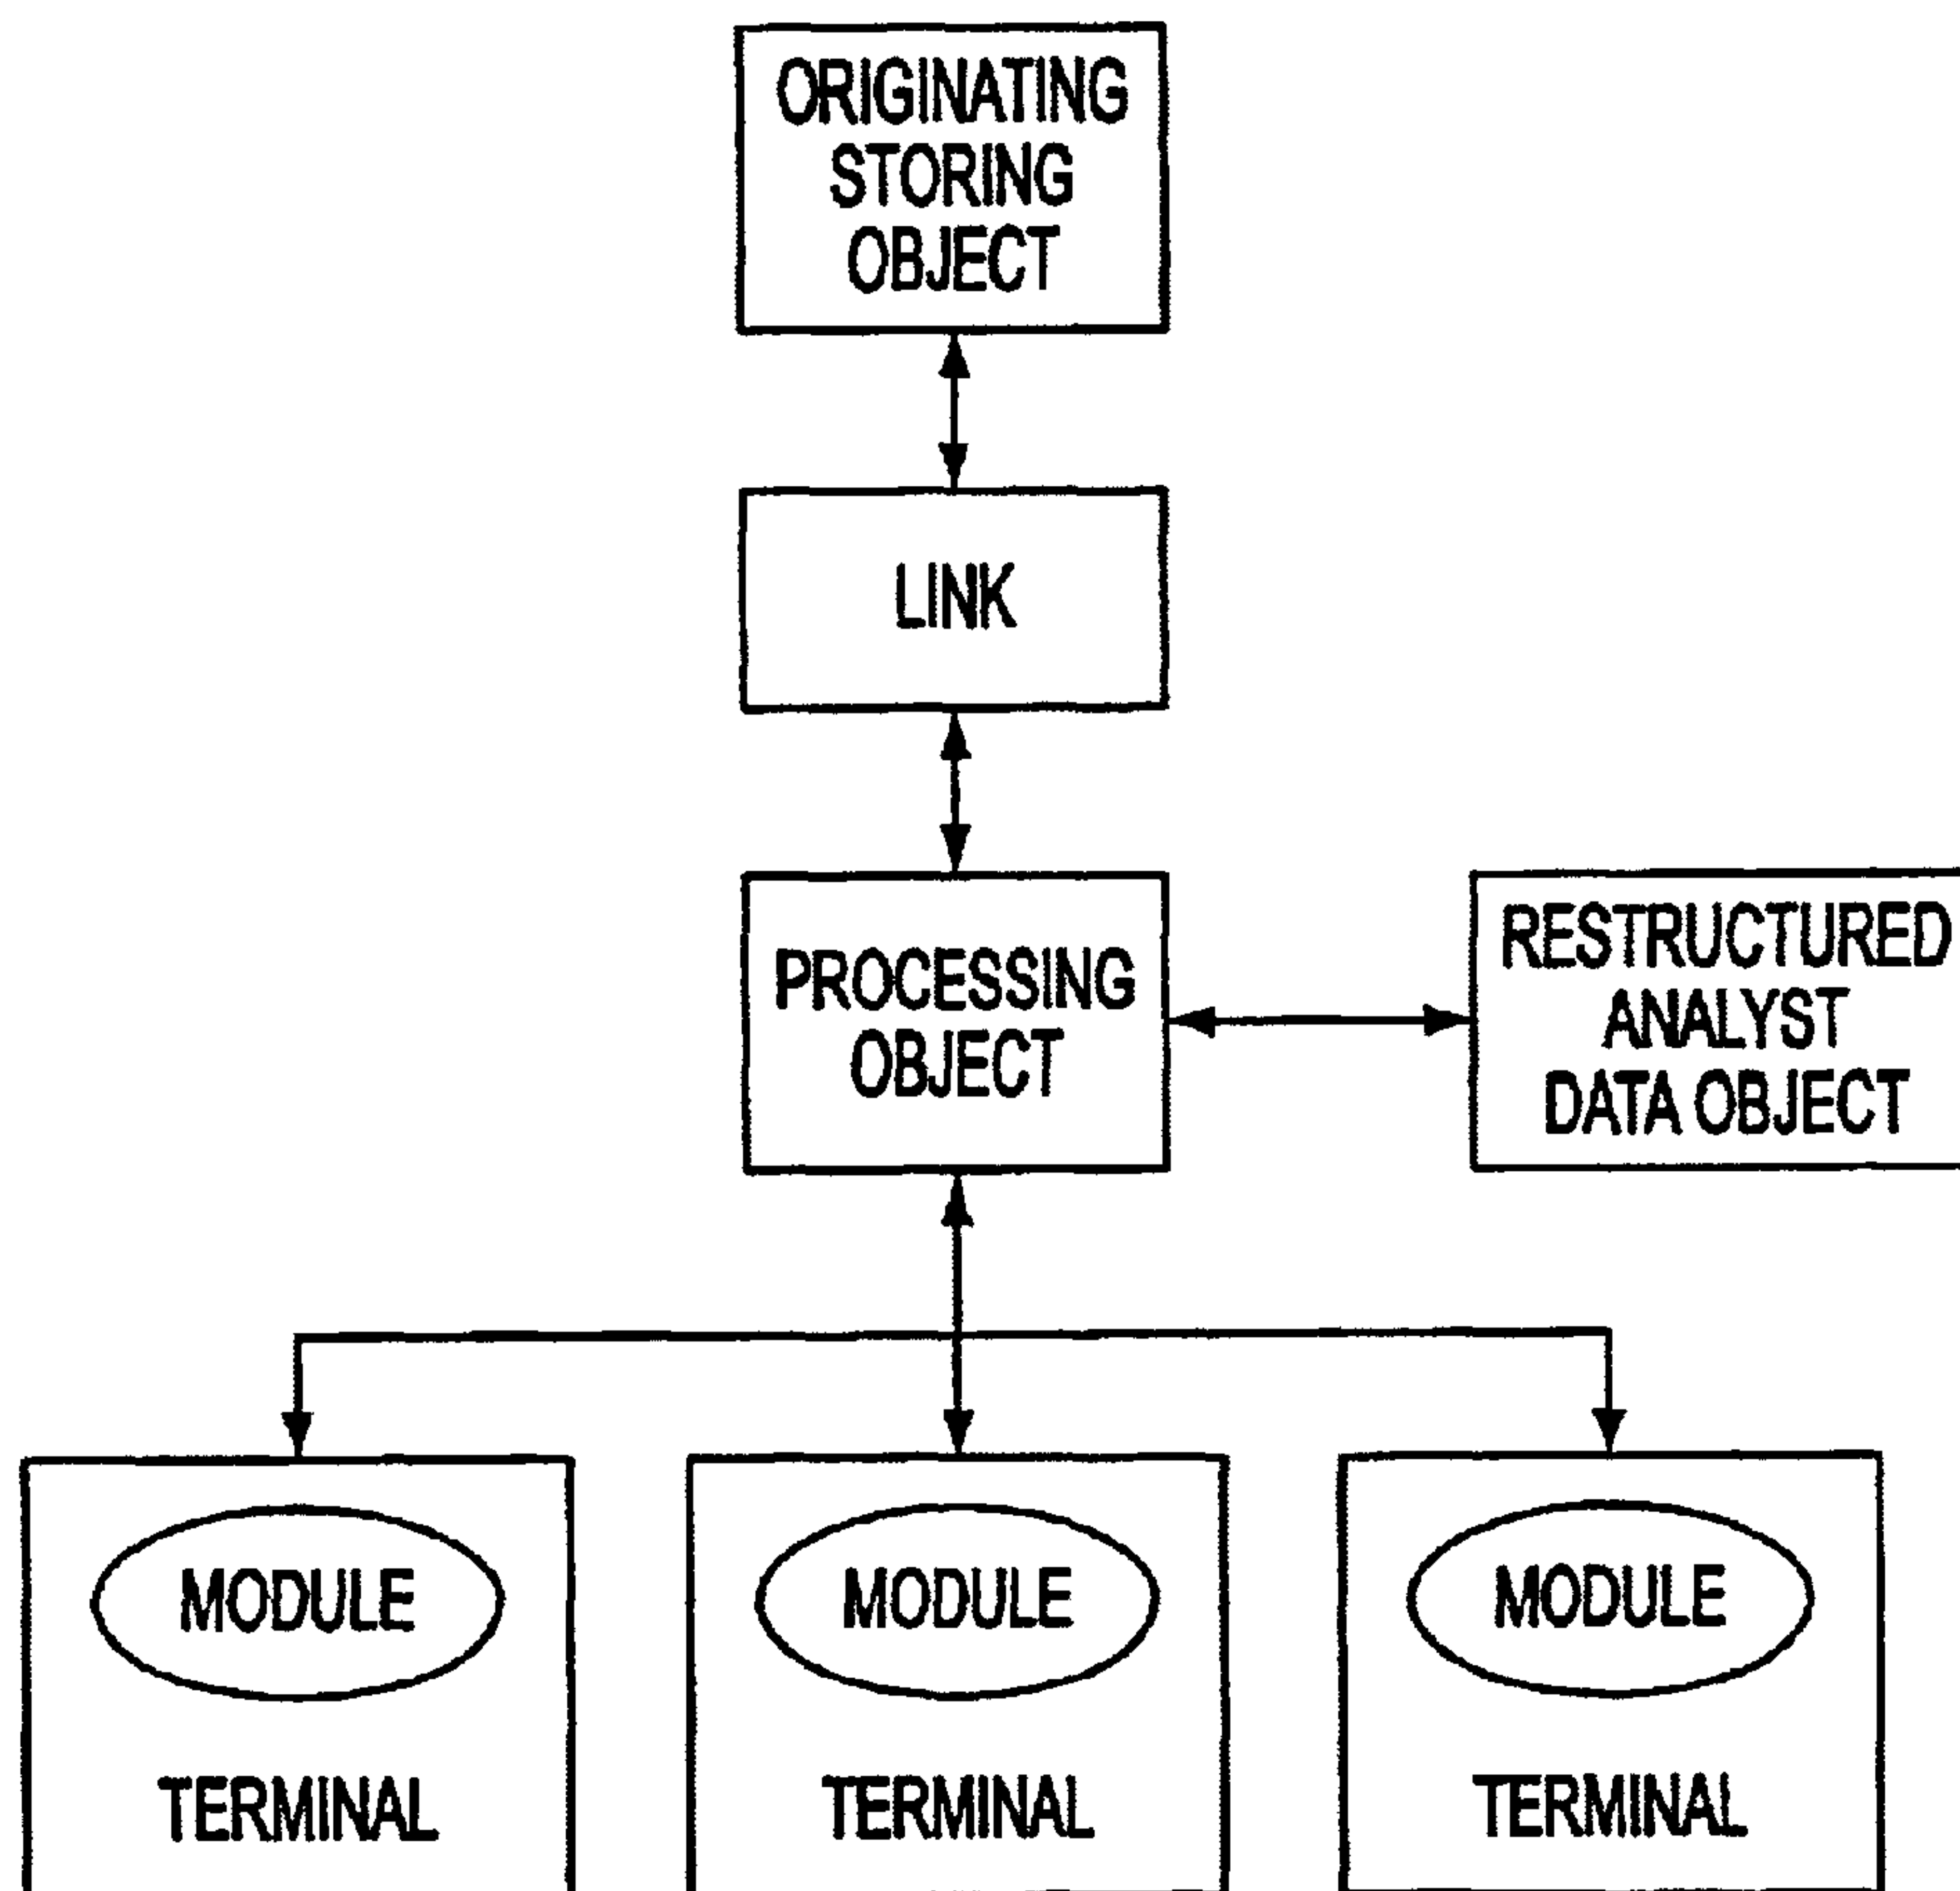 ORIGINATING
STORING
OBJECT
LINK
PROCESSING
OBJECT
RESTRUCTURED
ANALYST
DATA OBJECT
MODULE
TERMINAL
MODULE
TERMINAL
MODULE
TERMINAL